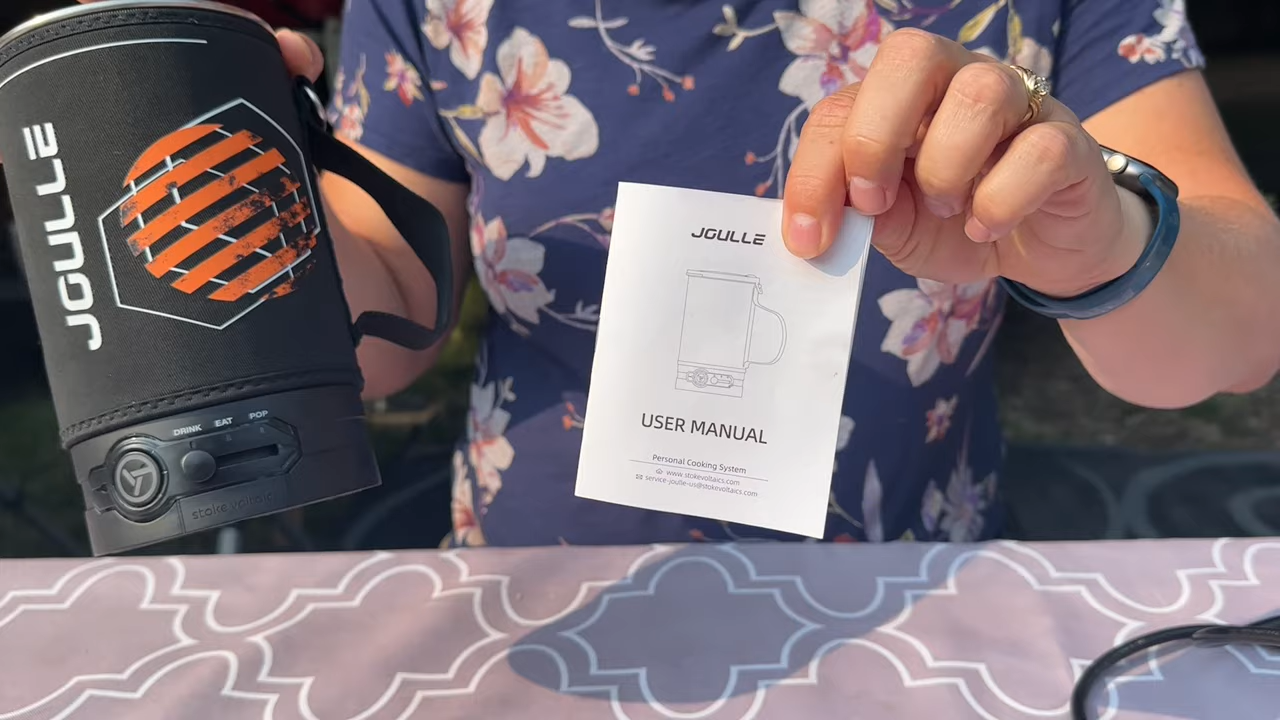 JOULLE
DRINK EAT POP
stoke voltaics
JOULLE
USER MANUAL
Personal Cooking System
www.stokevoltaics.com
service-joulle-us@stokevoltaics.com